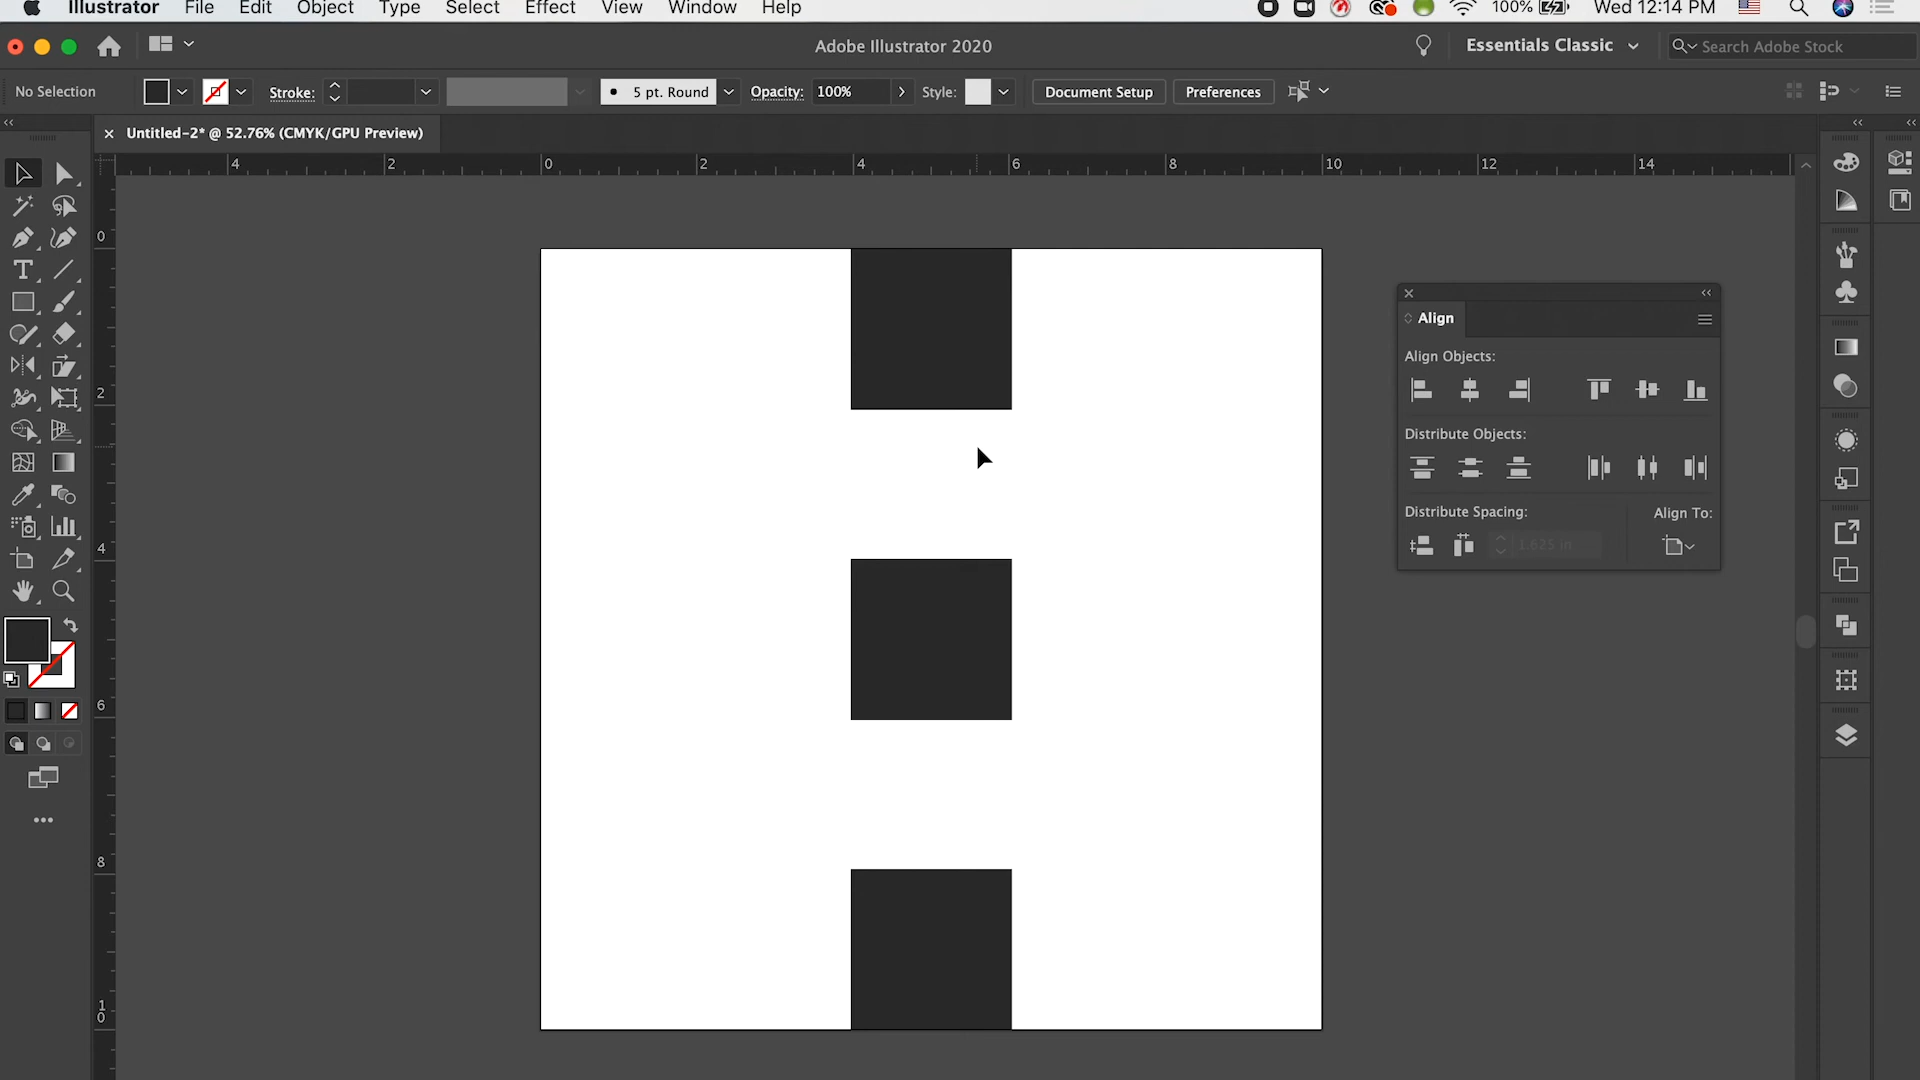 Illustrator File Edit Object Type Select Effect View Window Help 100% Wed 12:14 PM
Adobe Illustrator 2020 Essentials Classic Search Adobe Stock
No Selection Stroke: 5 pt. Round Opacity: 100% Style: Document Setup Preferences
Untitled-2* @ 52.76% (CMYK/GPU Preview)
4 2 0 2 4 6 8 10 12 14
0
2
4
6
8
10
Align
Align Objects:
Distribute Objects:
Distribute Spacing: Align To:
1.625 in